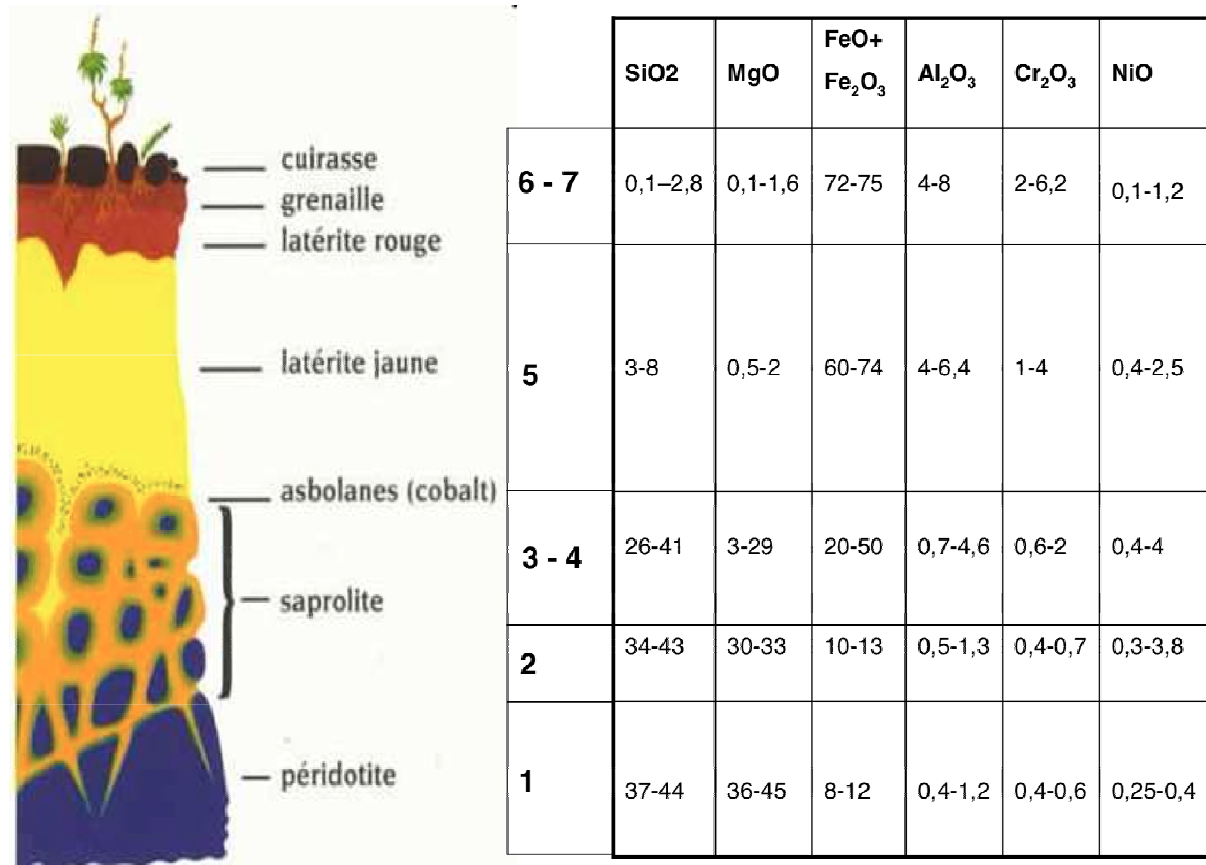 cuirasse
grenaille
latérite rouge
latérite jaune
asbolanes (cobalt)
saprolite
péridotite
SiO2 MgO FeO+ Fe₂O₃ Al₂O₃ Cr₂O₃ NiO
6 - 7 0,1–2,8 0,1-1,6 72-75 4-8 2-6,2 0,1-1,2
5 3-8 0,5-2 60-74 4-6,4 1-4 0,4-2,5
3 - 4 26-41 3-29 20-50 0,7-4,6 0,6-2 0,4-4
2 34-43 30-33 10-13 0,5-1,3 0,4-0,7 0,3-3,8
1 37-44 36-45 8-12 0,4-1,2 0,4-0,6 0,25-0,4